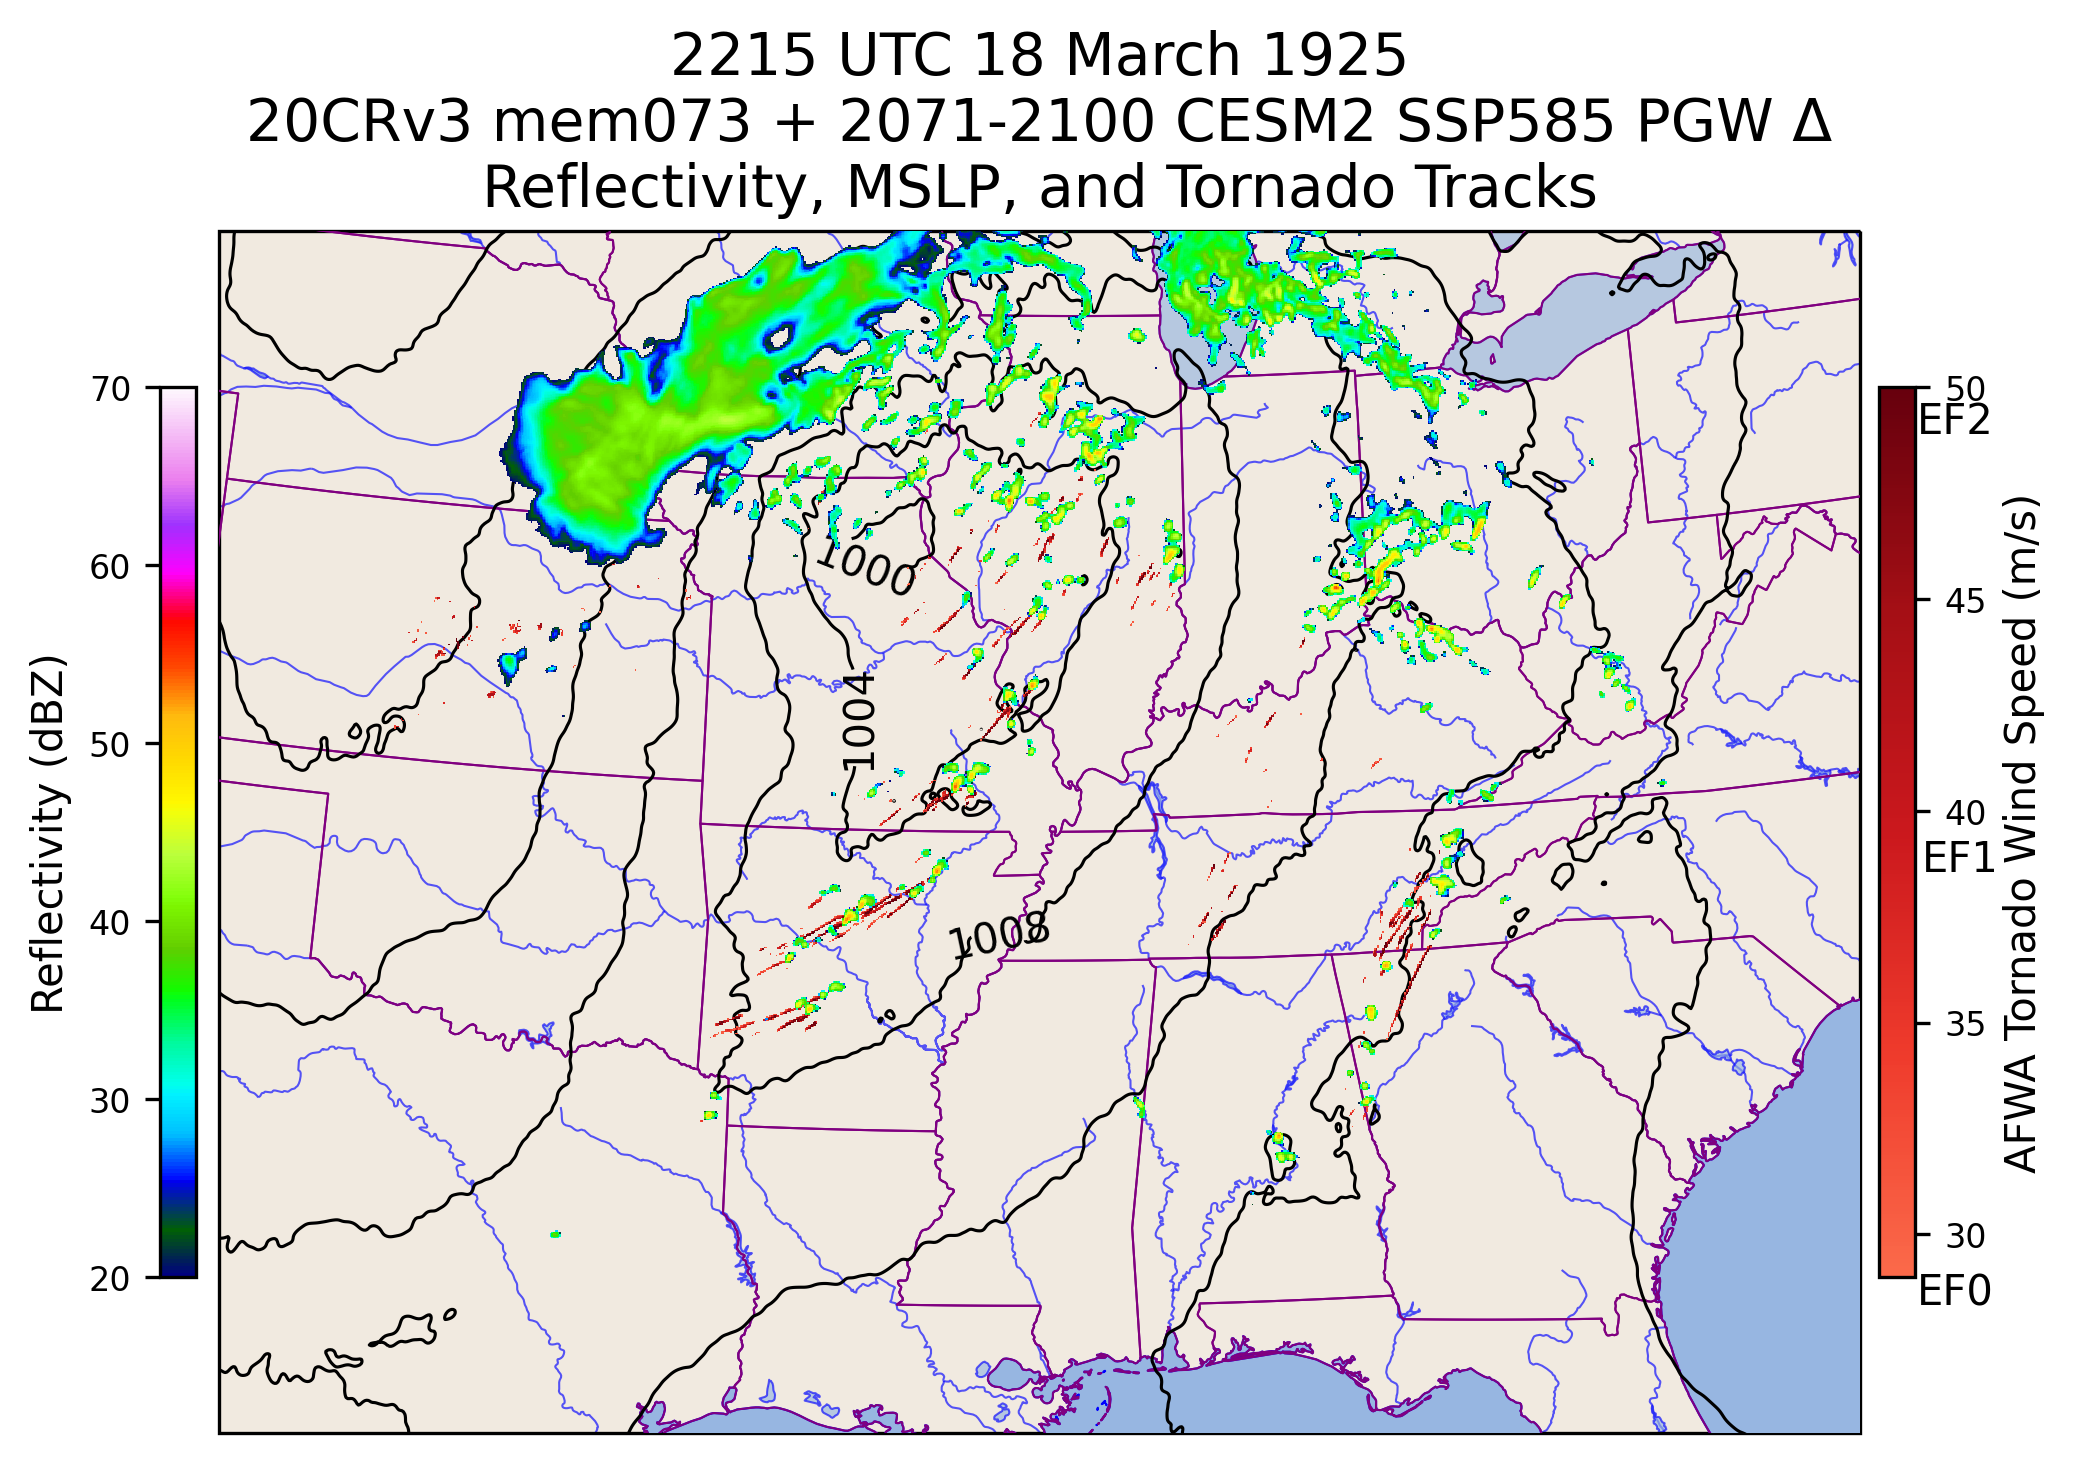 2215 UTC 18 March 1925
20CRv3 mem073 + 2071-2100 CESM2 SSP585 PGW Δ
Reflectivity, MSLP, and Tornado Tracks
70
60
50
40
30
20
Reflectivity (dBZ)
1000
1004
1008
50
EF2
45
40
EF1
35
30
EF0
AFWA Tornado Wind Speed (m/s)